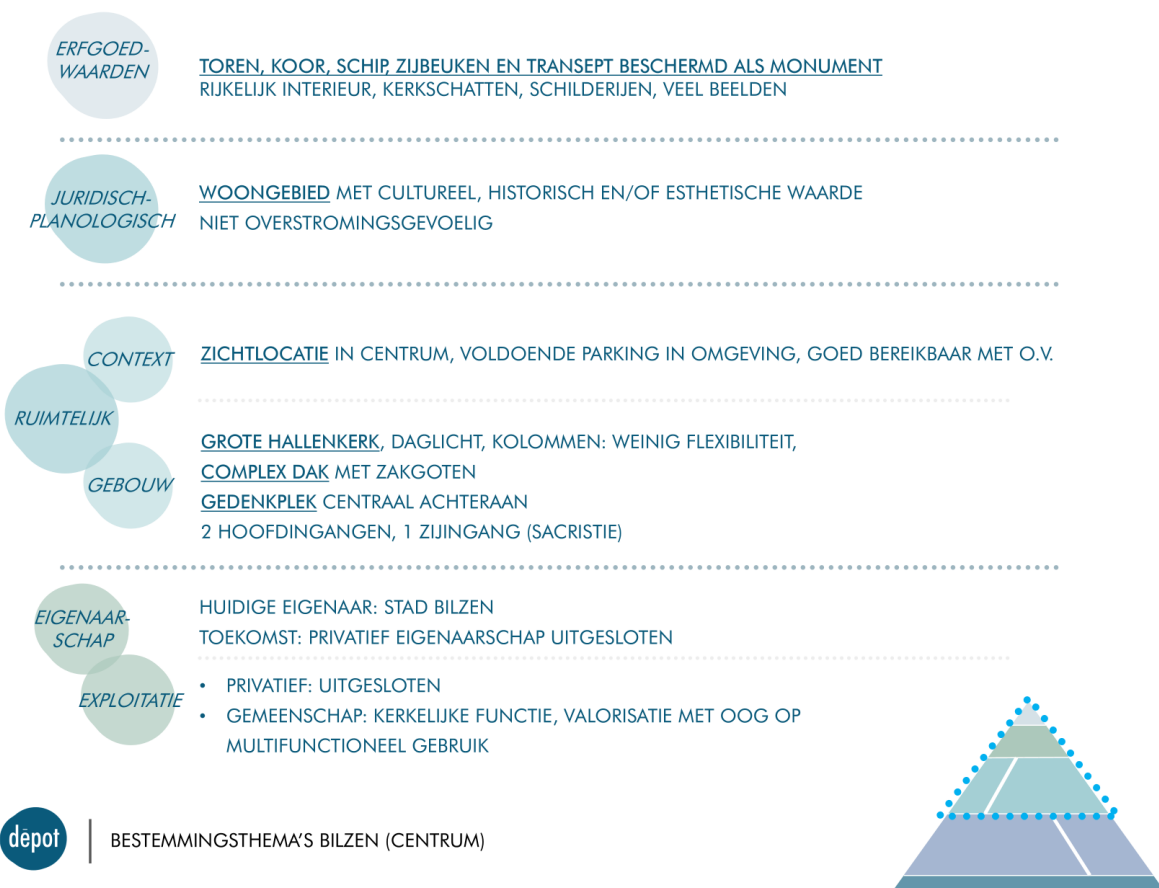 ERFGOED-
WAARDEN
TOREN, KOOR, SCHIP, ZIJBEUKEN EN TRANSEPT BESCHERMD ALS MONUMENT
RIJKELIJK INTERIEUR, KERKSCHATTEN, SCHILDERIJEN, VEEL BEELDEN
JURIDISCH-
PLANOLOGISCH
WOONGEBIED MET CULTUREEL, HISTORISCH EN/OF ESTHETISCHE WAARDE
NIET OVERSTROMINGSGEVOELIG
CONTEXT
ZICHTLOCATIE IN CENTRUM, VOLDOENDE PARKING IN OMGEVING, GOED BEREIKBAAR MET O.V.
RUIMTELIJK
GEBOUW
GROTE HALLENKERK, DAGLICHT, KOLOMMEN: WEINIG FLEXIBILITEIT,
COMPLEX DAK MET ZAKGOTEN
GEDENKPLEK CENTRAAL ACHTERAAN
2 HOOFDINGANGEN, 1 ZIJINGANG (SACRISTIE)
EIGENAAR-
SCHAP
HUIDIGE EIGENAAR: STAD BILZEN
TOEKOMST: PRIVATIEF EIGENAARSCHAP UITGESLOTEN
EXPLOITATIE
• PRIVATIEF: UITGESLOTEN
• GEMEENSCHAP: KERKELIJKE FUNCTIE, VALORISATIE MET OOG OP
MULTIFUNCTIONEEL GEBRUIK
dēpot
BESTEMMINGSTHEMA'S BILZEN (CENTRUM)